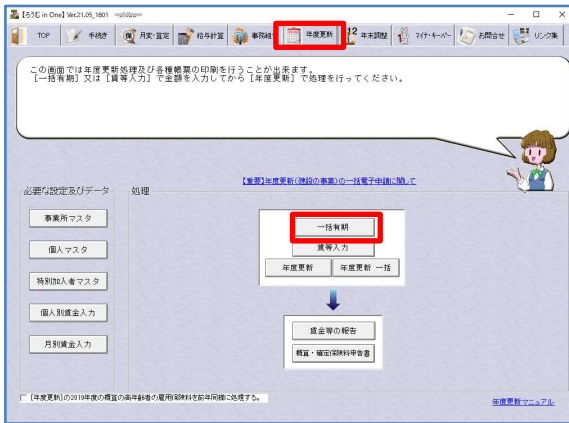 【ろうむ in One】 Ver.21.05_1801
TOP 手続き 月変・算定 給与計算 事務組合 年度更新 年末調整 マイナ・キーパー お問合せ リンク集
この画面では年度更新処理及び各種帳票の印刷を行うことが出来ます。
[一括有期] 又は [賃等入力] で金額を入力してから [年度更新] で処理を行ってください。
【重要】年度更新(建設の事業)の一括電子申請に関して
必要な設定及びデータ
処理
事業所マスタ
個人マスタ
特別加入者マスタ
個人別賃金入力
月別賃金入力
一括有期
賃等入力
年度更新 年度更新 一括
賃金等の報告
概算・確定保険料申告書
[年度更新]の2019年度の概算の高年齢者の雇用保険料を前年同様に処理する。
年度更新マニュアル